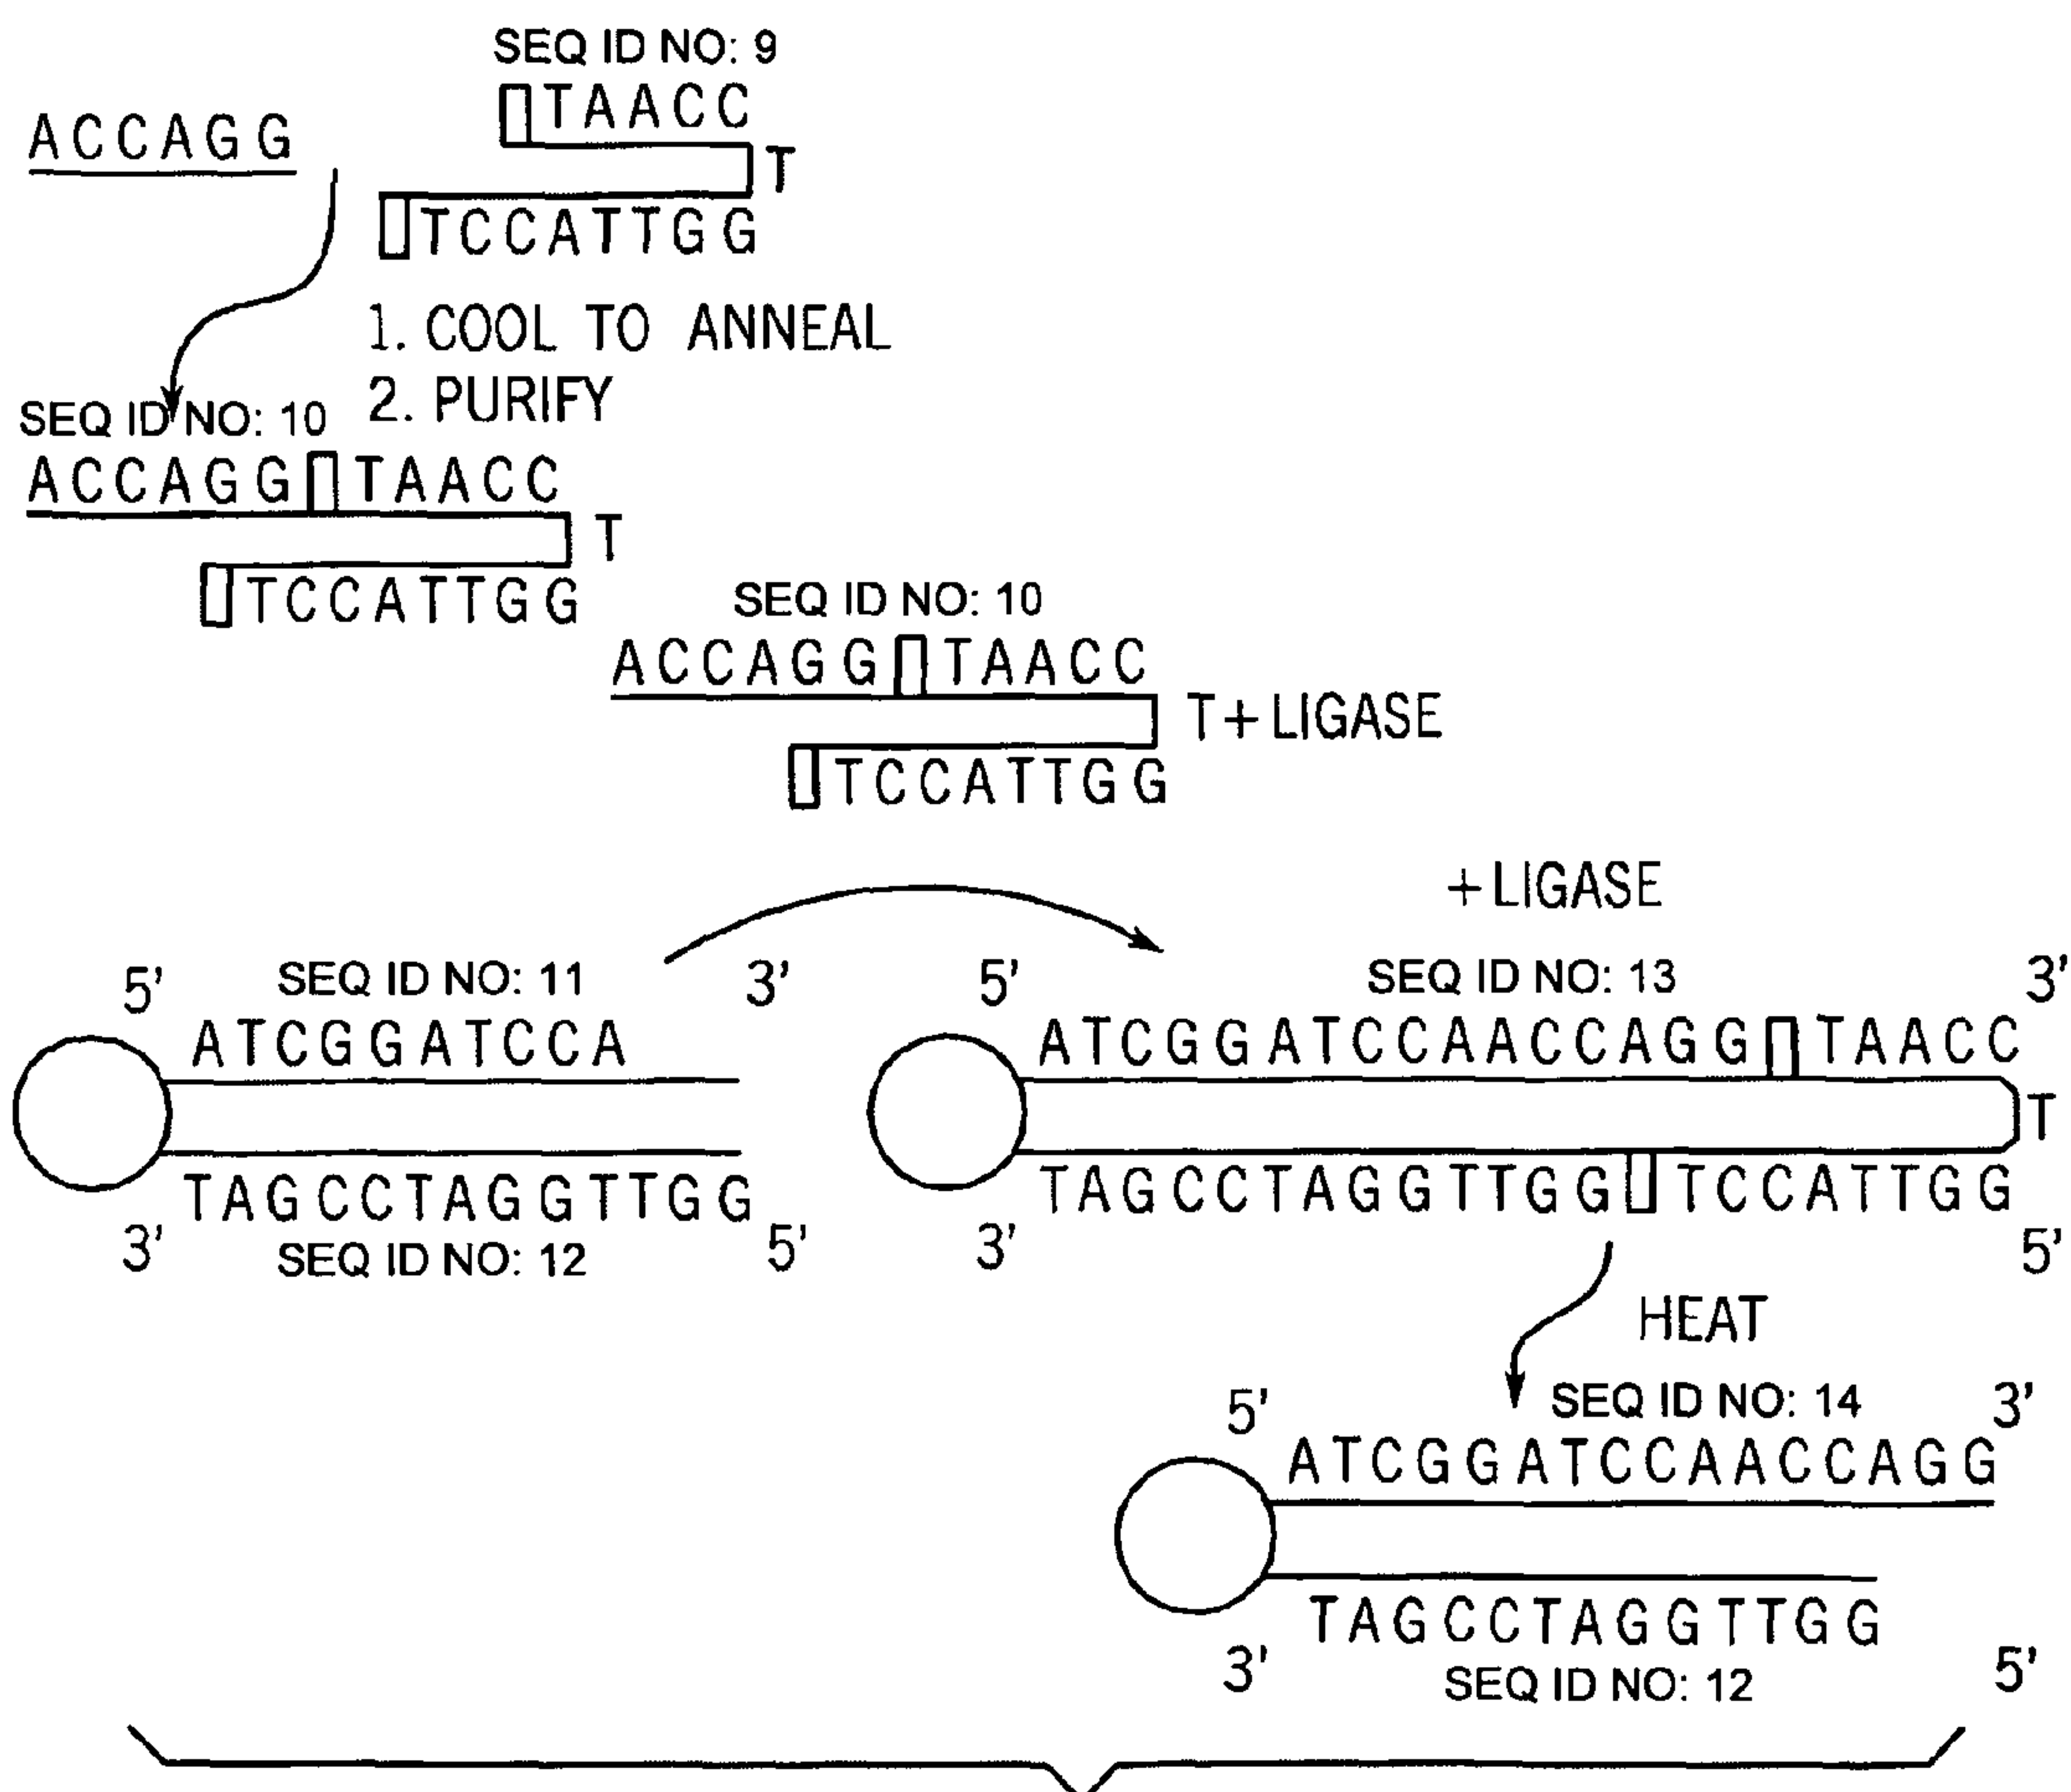 SEQ ID NO: 9
TAACC
ACCAGG
T
TCCATTGG
1. COOL TO ANNEAL
2. PURIFY
SEQ ID NO: 10
ACCAGG TAACC
T
TCCATTGG
SEQ ID NO: 10
ACCAGG TAACC
T+LIGASE
TCCATTGG
+LIGASE
5' SEQ ID NO: 11 3'
ATCGGATCCA
TAGCCTAGGTTGG
3' 5'
SEQ ID NO: 12
5' SEQ ID NO: 13 3'
ATCGGATCCAACCAGG TAACC
T
TAGCCTAGGTTGG TCCATTGG
3' 5'
HEAT
5' SEQ ID NO: 14 3'
ATCGGATCCAACCAGG
TAGCCTAGGTTGG
3' SEQ ID NO: 12 5'